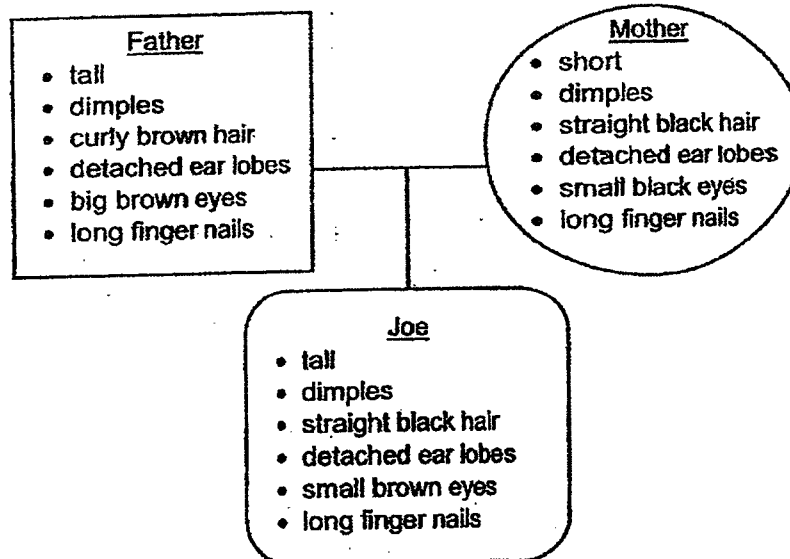 Father
• tall
• dimples
• curly brown hair
• detached ear lobes
• big brown eyes
• long finger nails
Mother
• short
• dimples
• straight black hair
• detached ear lobes
• small black eyes
• long finger nails
Joe
• tall
• dimples
• straight black hair
• detached ear lobes
• small brown eyes
• long finger nails